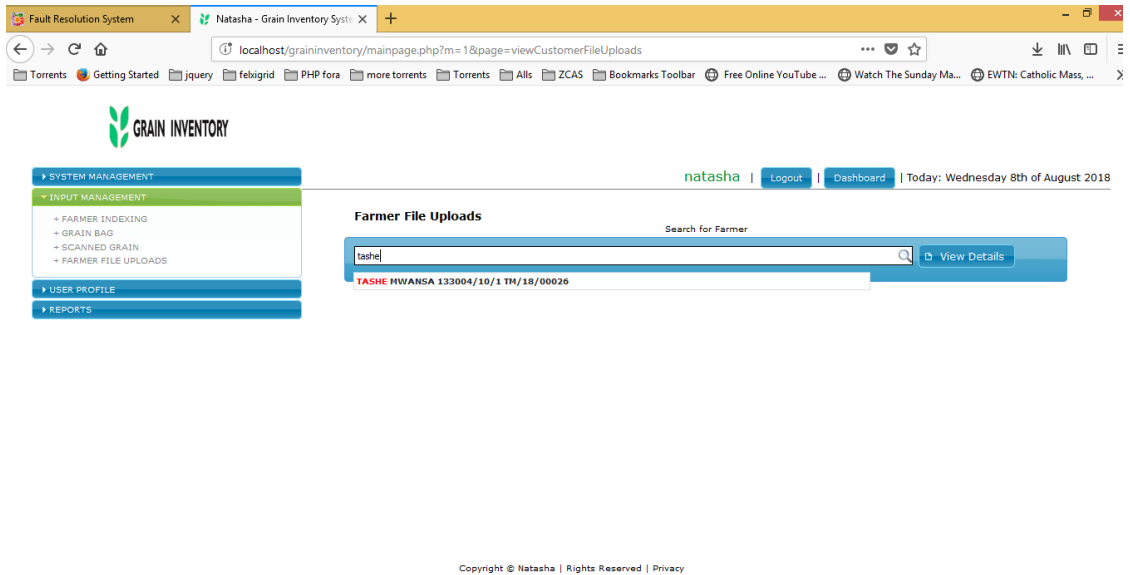 Fault Resolution System
Natasha - Grain Inventory Syste
localhost/graininventory/mainpage.php?m=1&page=viewCustomerFileUploads
Torrents Getting Started jquery felxigrid PHP fora more torrents Torrents Alls ZCAS Bookmarks Toolbar Free Online YouTube ... Watch The Sunday Ma... EWTN: Catholic Mass, ...
GRAIN INVENTORY
natasha | Logout | Dashboard | Today: Wednesday 8th of August 2018
SYSTEM MANAGEMENT
INPUT MANAGEMENT
+ FARMER INDEXING
+ GRAIN BAG
+ SCANNED GRAIN
+ FARMER FILE UPLOADS
USER PROFILE
REPORTS
Farmer File Uploads
Search for Farmer
tashe
View Details
TASHE MWANSA 133004/10/1 TM/18/00026
Copyright © Natasha | Rights Reserved | Privacy